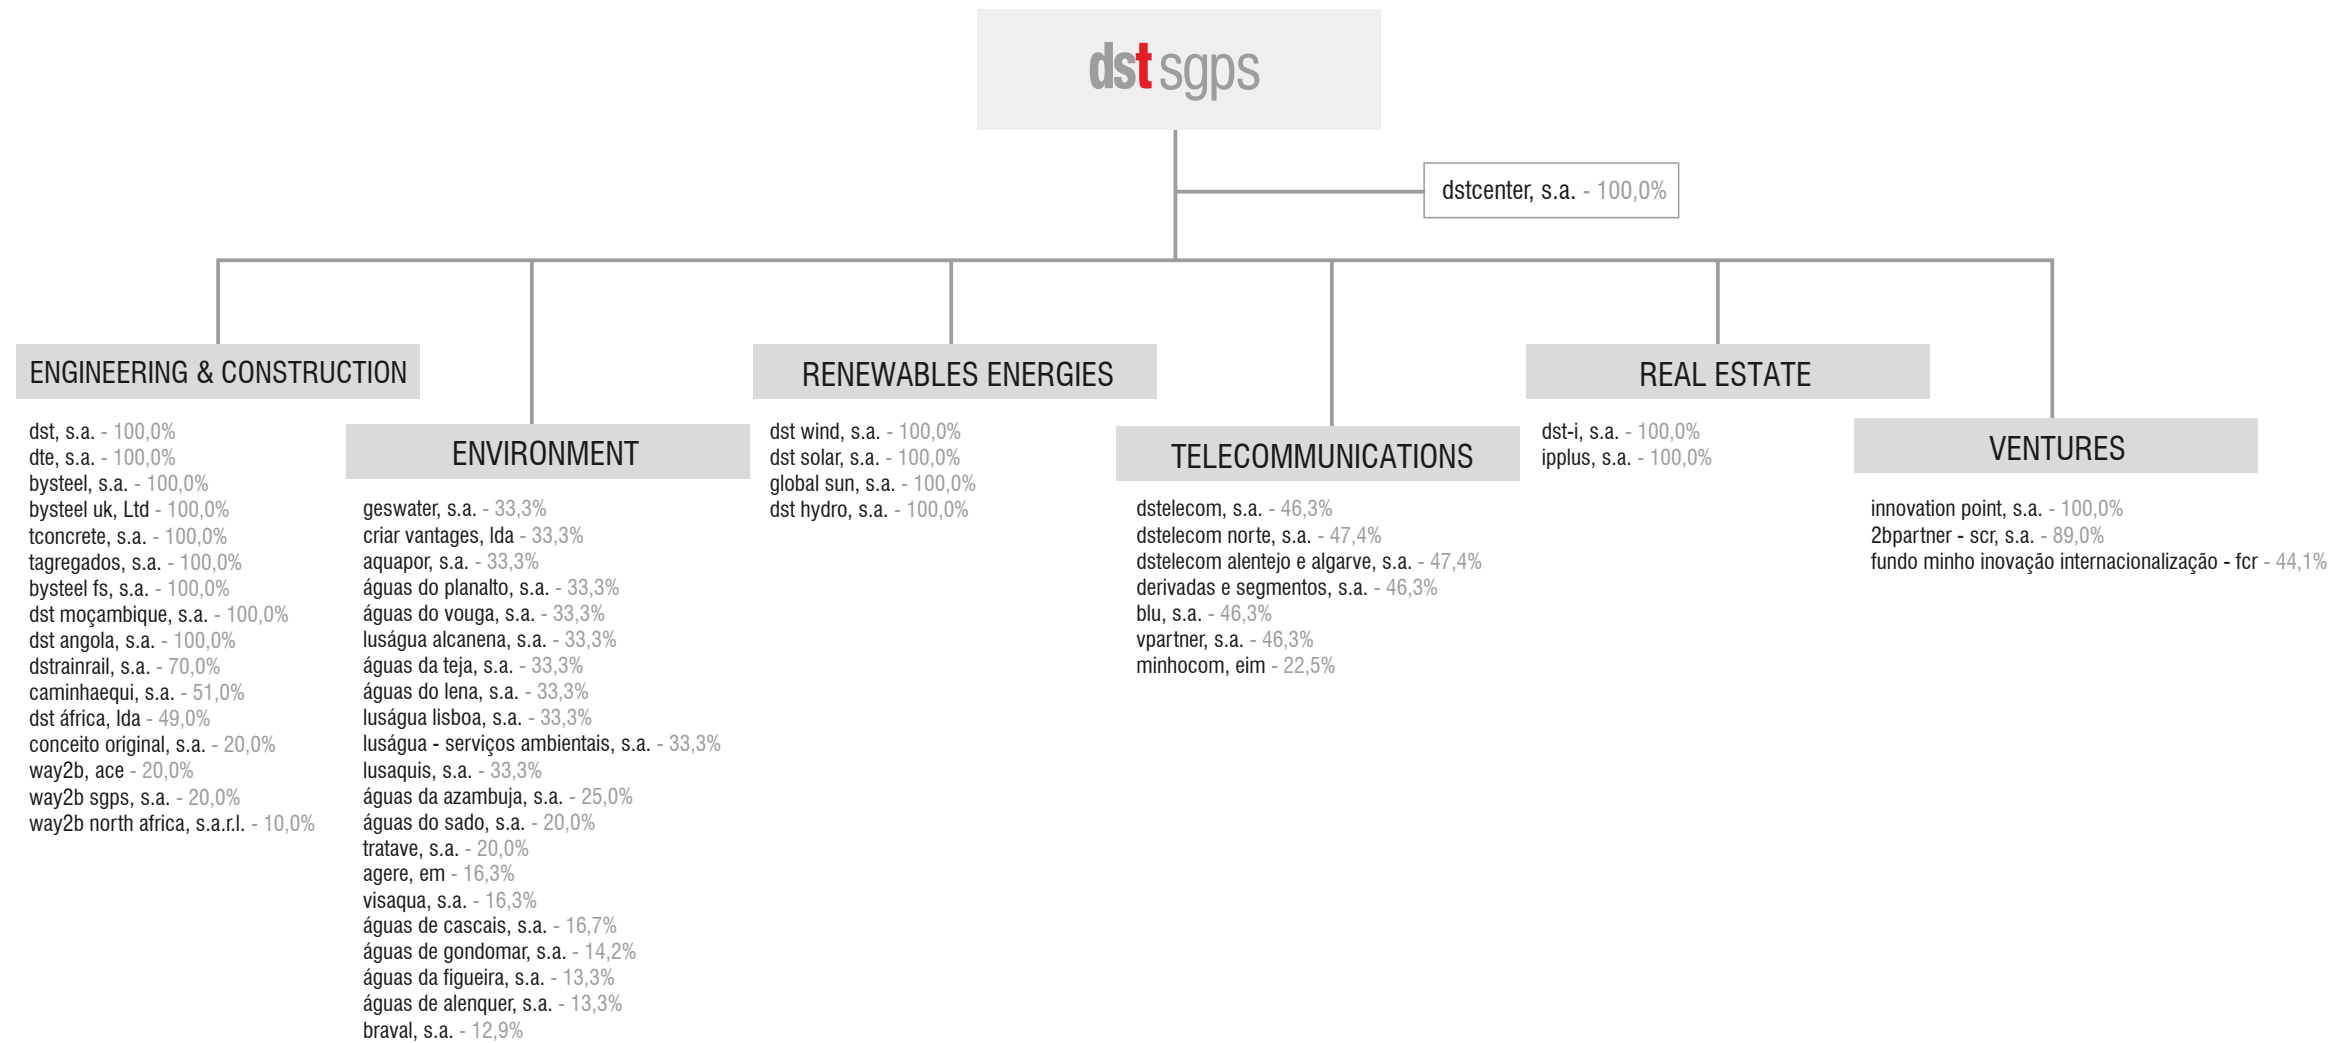 dst sgps
dstcenter, s.a. - 100,0%
ENGINEERING & CONSTRUCTION
dst, s.a. - 100,0%
dte, s.a. - 100,0%
bysteel, s.a. - 100,0%
bysteel uk, Ltd - 100,0%
tconcrete, s.a. - 100,0%
tagregados, s.a. - 100,0%
bysteel fs, s.a. - 100,0%
dst moçambique, s.a. - 100,0%
dst angola, s.a. - 100,0%
dstrainrail, s.a. - 70,0%
caminhaequi, s.a. - 51,0%
dst áfrica, lda - 49,0%
conceito original, s.a. - 20,0%
way2b, ace - 20,0%
way2b sgps, s.a. - 20,0%
way2b north africa, s.a.r.l. - 10,0%
ENVIRONMENT
geswater, s.a. - 33,3%
criar vantages, lda - 33,3%
aquapor, s.a. - 33,3%
águas do planalto, s.a. - 33,3%
águas do vouga, s.a. - 33,3%
luságua alcanena, s.a. - 33,3%
águas da teja, s.a. - 33,3%
águas do lena, s.a. - 33,3%
luságua lisboa, s.a. - 33,3%
luságua - serviços ambientais, s.a. - 33,3%
lusaquis, s.a. - 33,3%
águas da azambuja, s.a. - 25,0%
águas do sado, s.a. - 20,0%
tratave, s.a. - 20,0%
agere, em - 16,3%
visaqua, s.a. - 16,3%
águas de cascais, s.a. - 16,7%
águas de gondomar, s.a. - 14,2%
águas da figueira, s.a. - 13,3%
águas de alenquer, s.a. - 13,3%
braval, s.a. - 12,9%
RENEWABLES ENERGIES
dst wind, s.a. - 100,0%
dst solar, s.a. - 100,0%
global sun, s.a. - 100,0%
dst hydro, s.a. - 100,0%
TELECOMMUNICATIONS
dstelecom, s.a. - 46,3%
dstelecom norte, s.a. - 47,4%
dstelecom alentejo e algarve, s.a. - 47,4%
derivadas e segmentos, s.a. - 46,3%
blu, s.a. - 46,3%
vpartner, s.a. - 46,3%
minhocom, eim - 22,5%
REAL ESTATE
dst-i, s.a. - 100,0%
ipplus, s.a. - 100,0%
VENTURES
innovation point, s.a. - 100,0%
2bpartner - scr, s.a. - 89,0%
fundo minho inovação internacionalização - fcr - 44,1%